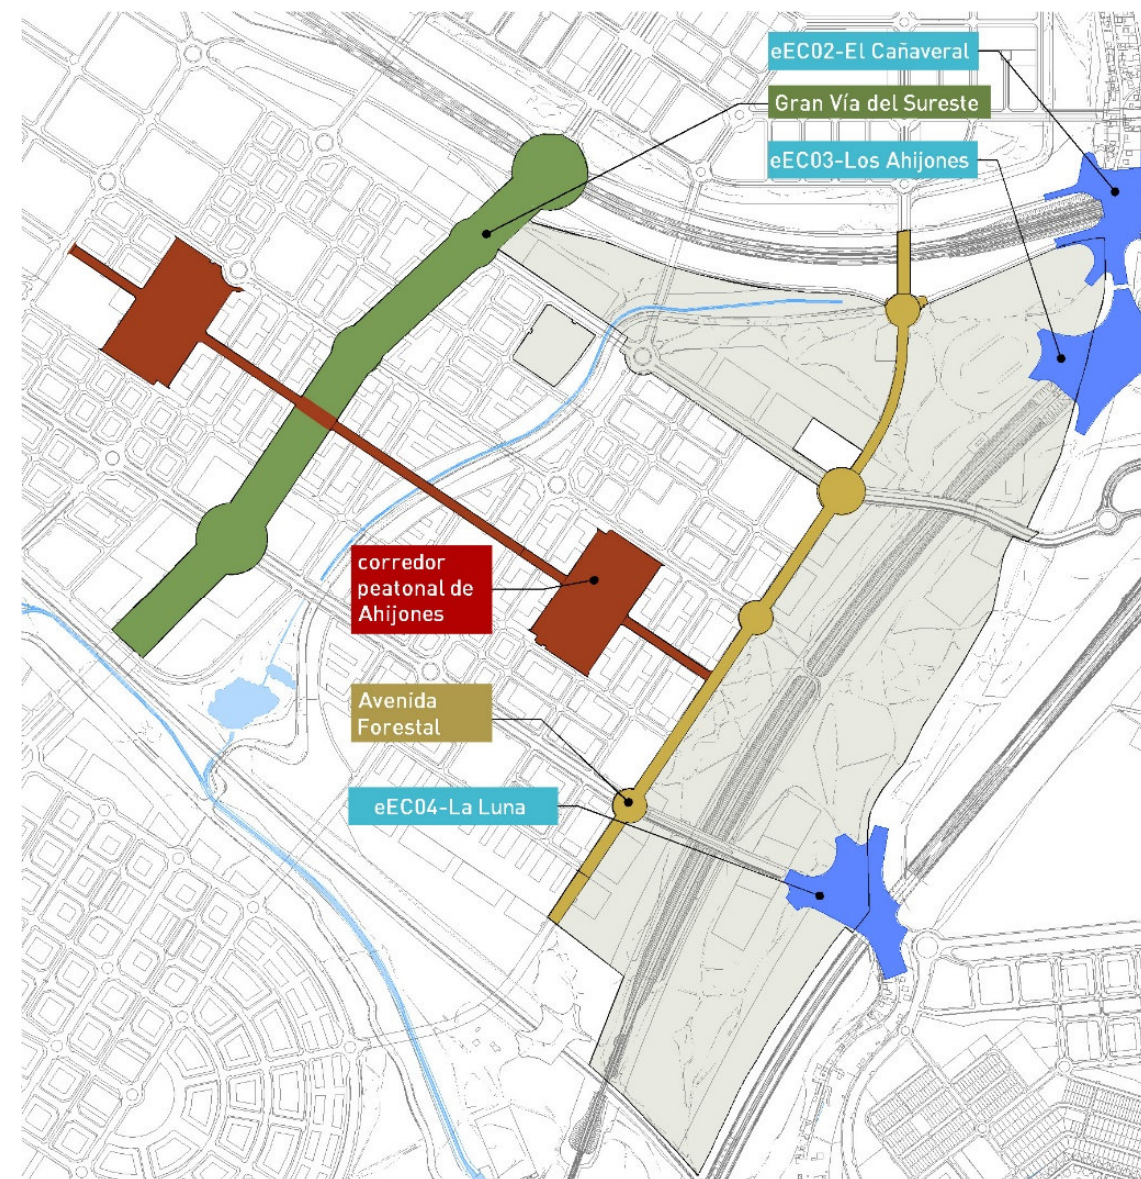 eEC02-El Cañaveral
Gran Vía del Sureste
eEC03-Los Ahijones
corredor
peatonal de
Ahijones
Avenida
Forestal
eEC04-La Luna